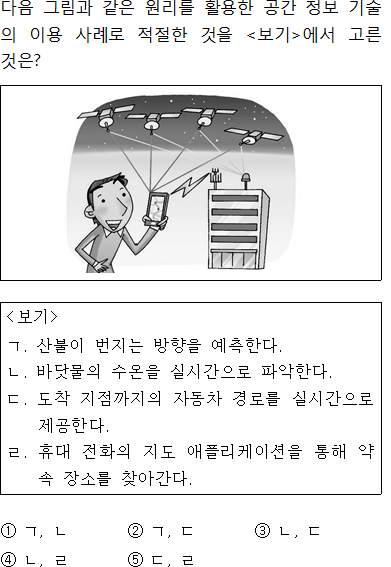 다음 그림과 같은 원리를 활용한 공간 정보 기술
의 이용 사례로 적절한 것을 <보기>에서 고른
것은?
<보기>
ㄱ. 산불이 번지는 방향을 예측한다.
ㄴ. 바닷물의 수온을 실시간으로 파악한다.
ㄷ. 도착 지점까지의 자동차 경로를 실시간으로
제공한다.
ㄹ. 휴대 전화의 지도 애플리케이션을 통해 약
속 장소를 찾아간다.
① ㄱ, ㄴ ② ㄱ, ㄷ ③ ㄴ, ㄷ
④ ㄴ, ㄹ ⑤ ㄷ, ㄹ